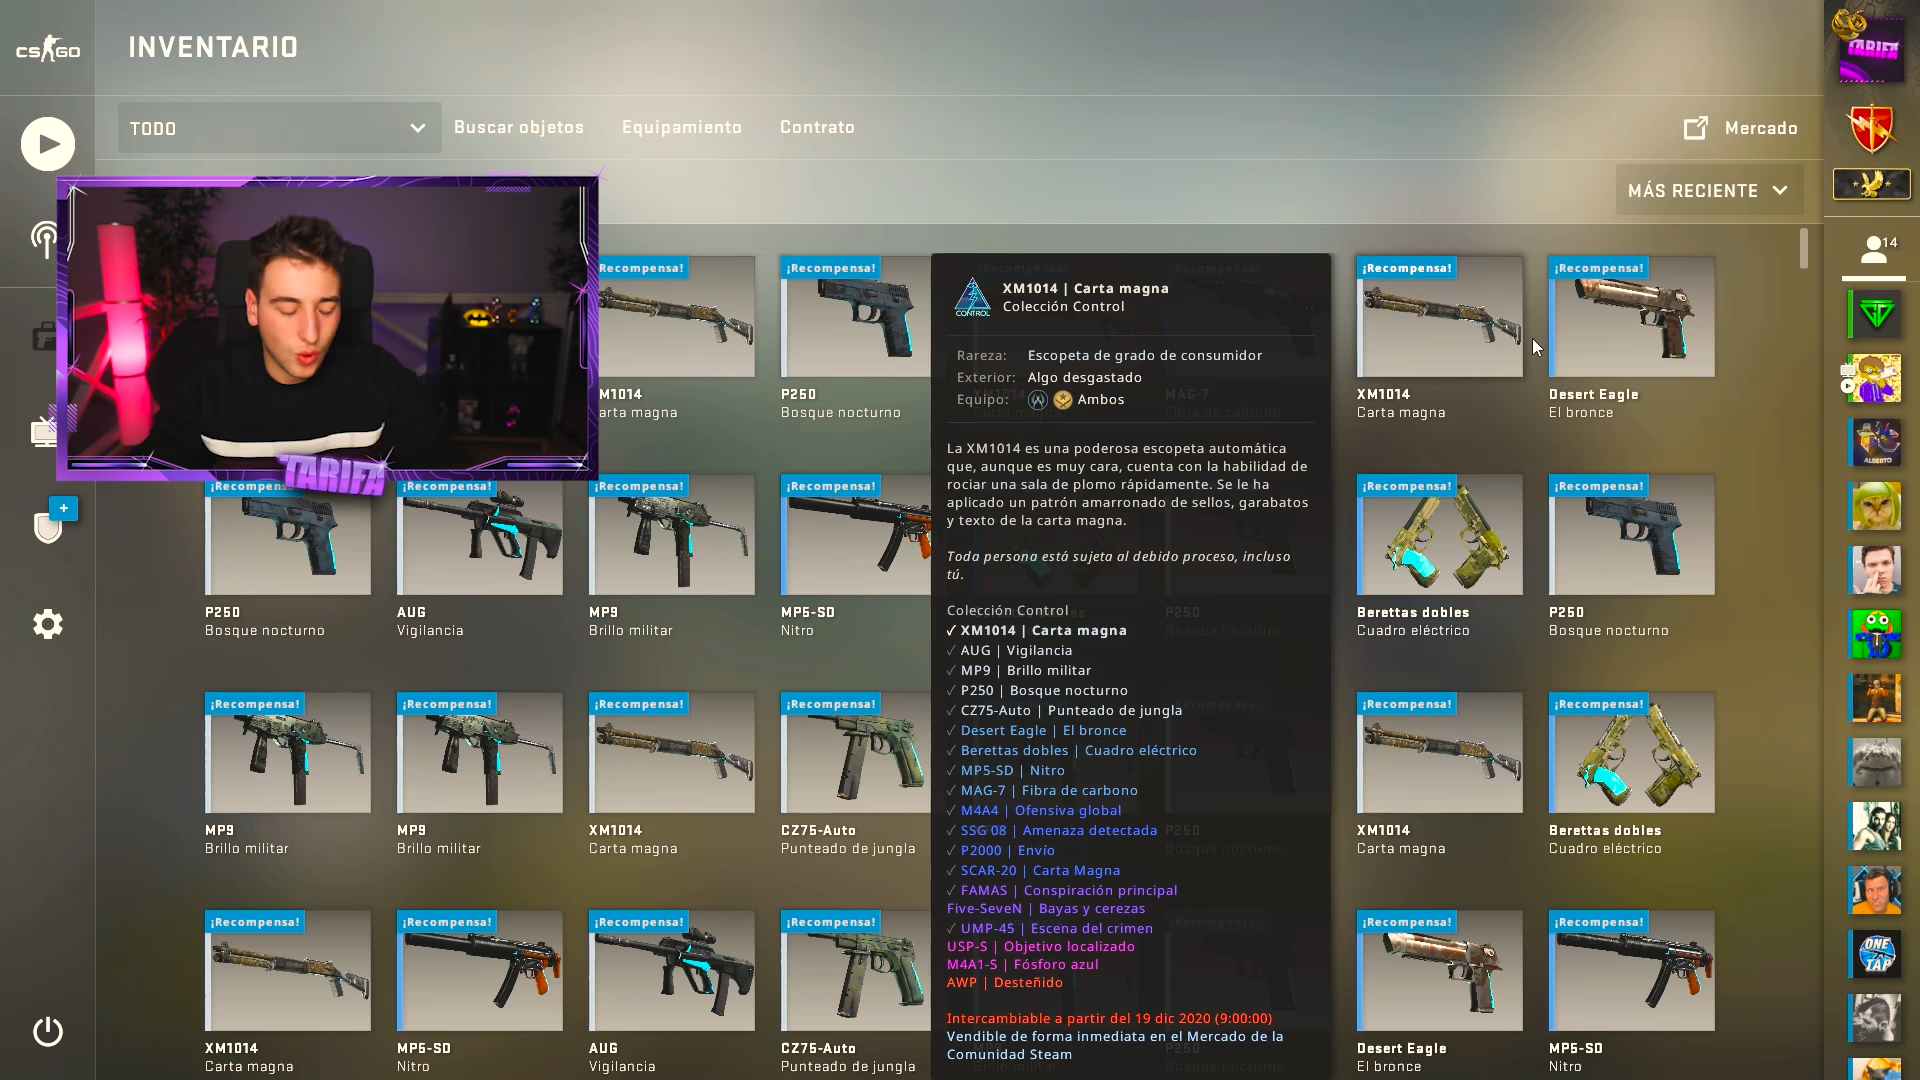 CS GO
INVENTARIO
TARIFA
TODO
Buscar objetos
Equipamiento
Contrato
Mercado
MÁS RECIENTE
14
¡Recompensa!
M1014
arta magna
¡Recompensa!
P250
Bosque nocturno
CONTROL
XM1014 | Carta magna
Colección Control
Rareza: Escopeta de grado de consumidor
Exterior: Algo desgastado
Equipo: Ambos
La XM1014 es una poderosa escopeta automática
que, aunque es muy cara, cuenta con la habilidad de
rociar una sala de plomo rápidamente. Se le ha
aplicado un patrón amarronado de sellos, garabatos
y texto de la carta magna.
Toda persona está sujeta al debido proceso, incluso
tú.
Colección Control
✓ XM1014 | Carta magna
✓ AUG | Vigilancia
✓ MP9 | Brillo militar
✓ P250 | Bosque nocturno
✓ CZ75-Auto | Punteado de jungla
✓ Desert Eagle | El bronce
✓ Berettas dobles | Cuadro eléctrico
✓ MP5-SD | Nitro
✓ MAG-7 | Fibra de carbono
✓ M4A4 | Ofensiva global
✓ SSG 08 | Amenaza detectada
✓ P2000 | Envío
✓ SCAR-20 | Carta Magna
✓ FAMAS | Conspiración principal
Five-SeveN | Bayas y cerezas
✓ UMP-45 | Escena del crimen
USP-S | Objetivo localizado
M4A1-S | Fósforo azul
AWP | Desteñido
Intercambiable a partir del 19 dic 2020 (9:00:00)
Vendible de forma inmediata en el Mercado de la
Comunidad Steam
¡Recompensa!
XM1014
Carta magna
¡Recompensa!
Desert Eagle
El bronce
TARIFA
¡Recompensa!
P250
Bosque nocturno
¡Recompensa!
AUG
Vigilancia
¡Recompensa!
MP9
Brillo militar
¡Recompensa!
MP5-SD
Nitro
¡Recompensa!
Berettas dobles
Cuadro eléctrico
¡Recompensa!
P250
Bosque nocturno
¡Recompensa!
MP9
Brillo militar
¡Recompensa!
MP9
Brillo militar
¡Recompensa!
XM1014
Carta magna
¡Recompensa!
CZ75-Auto
Punteado de jungla
¡Recompensa!
XM1014
Carta magna
¡Recompensa!
Berettas dobles
Cuadro eléctrico
¡Recompensa!
XM1014
Carta magna
¡Recompensa!
MP5-SD
Nitro
¡Recompensa!
AUG
Vigilancia
¡Recompensa!
CZ75-Auto
Punteado de jungla
¡Recompensa!
Desert Eagle
El bronce
¡Recompensa!
MP5-SD
Nitro
ALBERTO
ONE
TAP